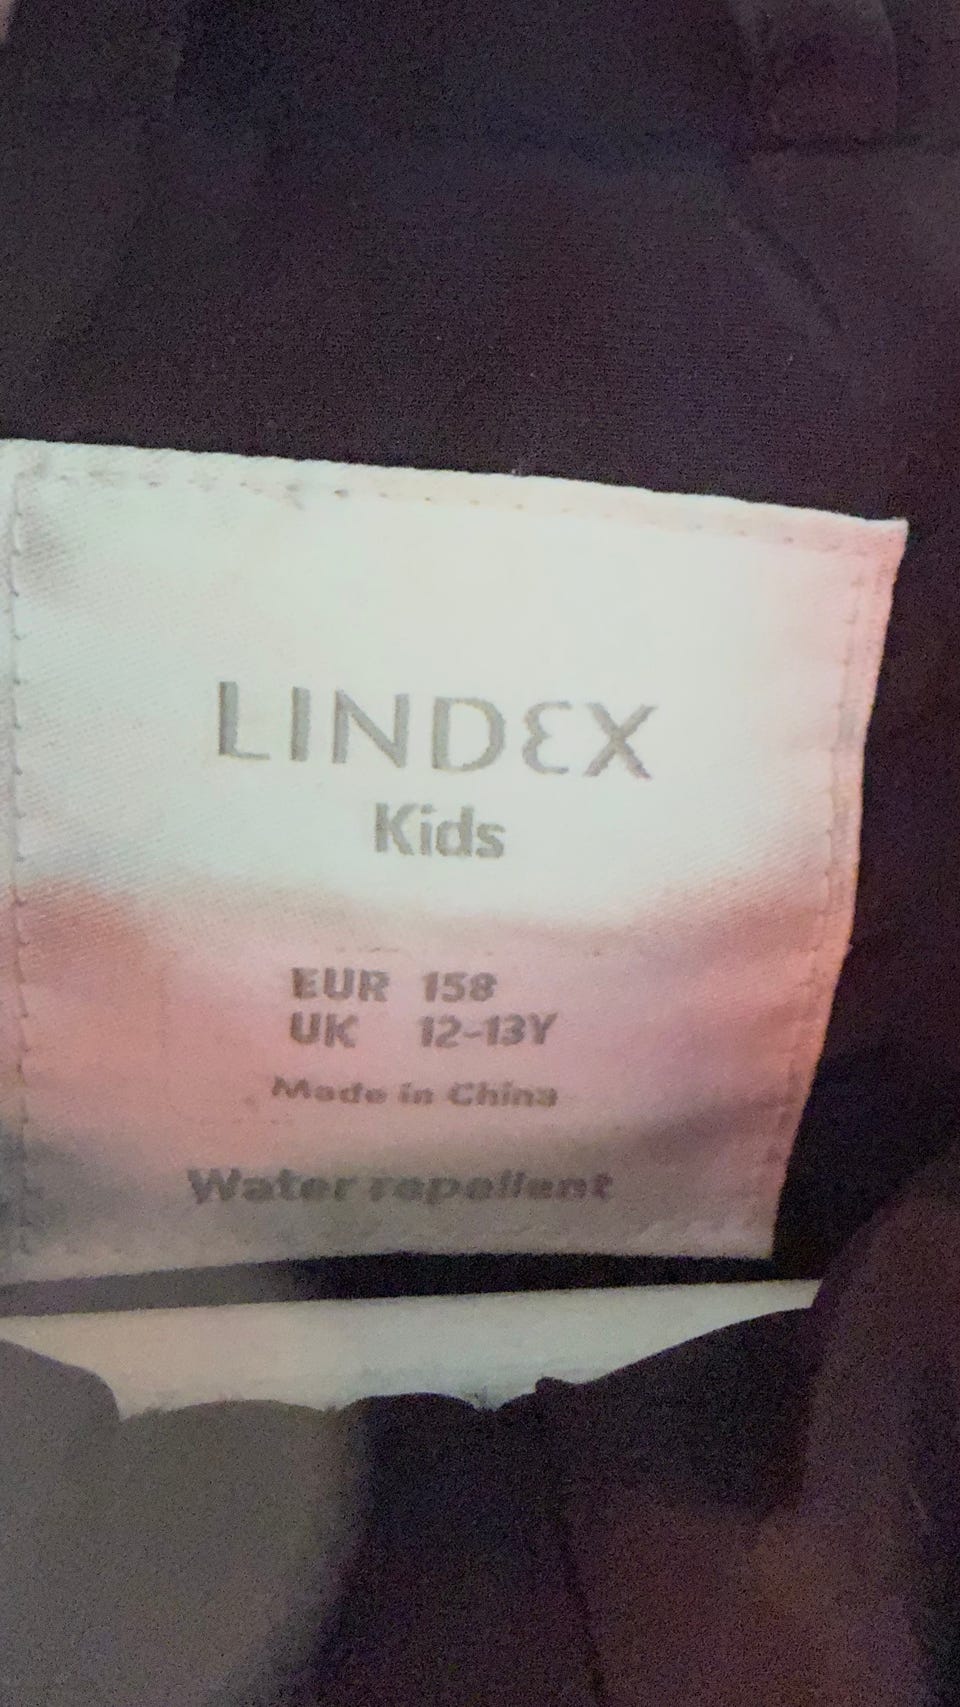 LINDEX
Kids
EUR 158
UK 12-13Y
Made in China
Water repellent